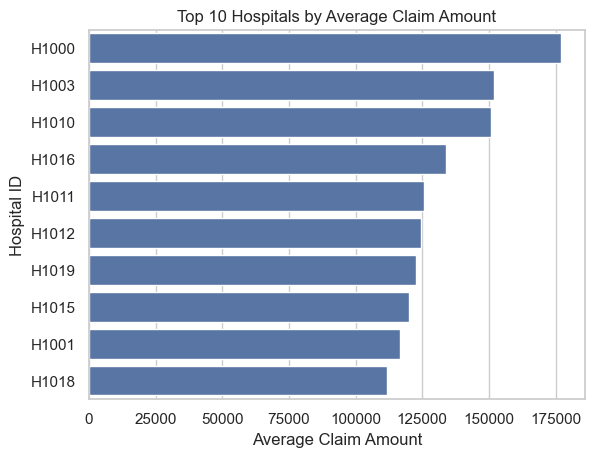 Top 10 Hospitals by Average Claim Amount
Hospital ID
H1000
H1003
H1010
H1016
H1011
H1012
H1019
H1015
H1001
H1018
0 25000 50000 75000 100000 125000 150000 175000
Average Claim Amount